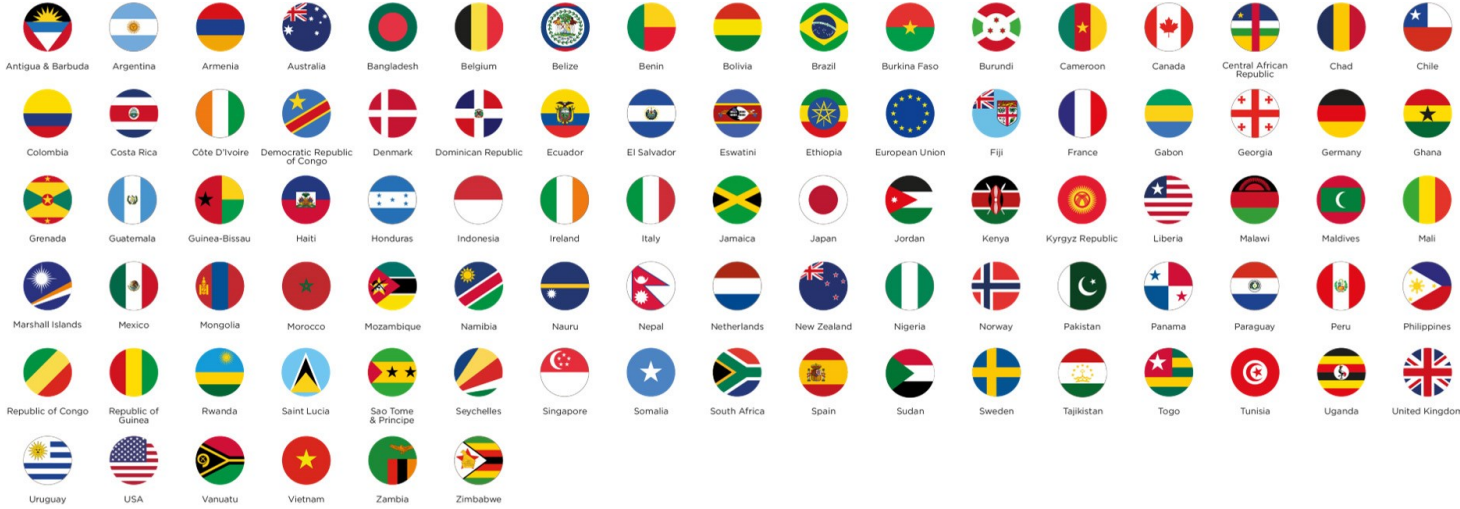 Antigua & Barbuda Argentina Armenia Australia Bangladesh Belgium Belize Benin Bolivia Brazil Burkina Faso Burundi Cameroon Canada Central African Republic Chad Chile
Colombia Costa Rica Côte D'Ivoire Democratic Republic of Congo Denmark Dominican Republic Ecuador El Salvador Eswatini Ethiopia European Union Fiji France Gabon Georgia Germany Ghana
Grenada Guatemala Guinea-Bissau Haiti Honduras Indonesia Ireland Italy Jamaica Japan Jordan Kenya Kyrgyz Republic Liberia Malawi Maldives Mali
Marshall Islands Mexico Mongolia Morocco Mozambique Namibia Nauru Nepal Netherlands New Zealand Nigeria Norway Pakistan Panama Paraguay Peru Philippines
Republic of Congo Republic of Guinea Rwanda Saint Lucia Sao Tome & Principe Seychelles Singapore Somalia South Africa Spain Sudan Sweden Tajikistan Togo Tunisia Uganda United Kingdom
Uruguay USA Vanuatu Vietnam Zambia Zimbabwe